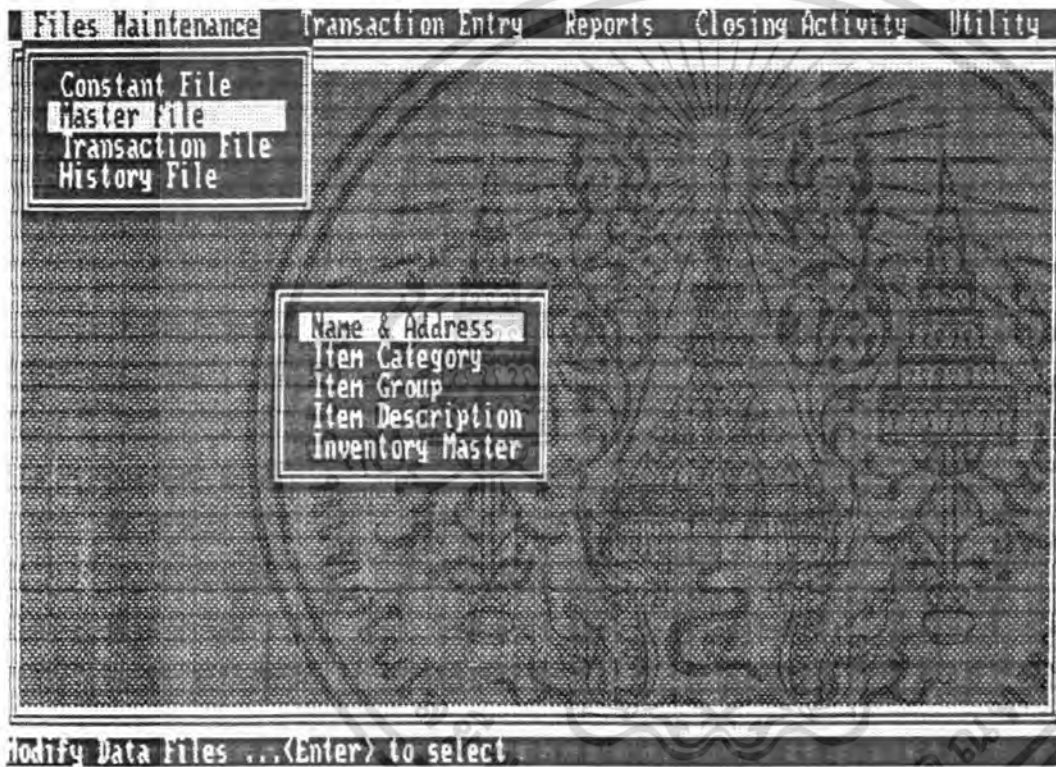 Files Maintenance Transaction Entry Reports Closing Activity Utility
Constant File
Master File
Transaction File
History File
Name & Address
Item Category
Item Group
Item Description
Inventory Master
Modify Data Files ...<Enter> to select